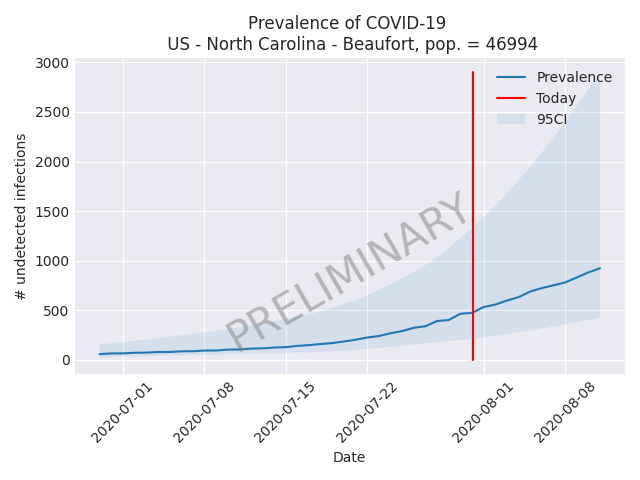 Prevalence of COVID-19
US - North Carolina - Beaufort, pop. = 46994
3000
2500
2000
1500
1000
500
0
# undetected infections
Prevalence
Today
95CI
PRELIMINARY
2020-07-01
2020-07-08
2020-07-15
2020-07-22
2020-08-01
2020-08-08
Date